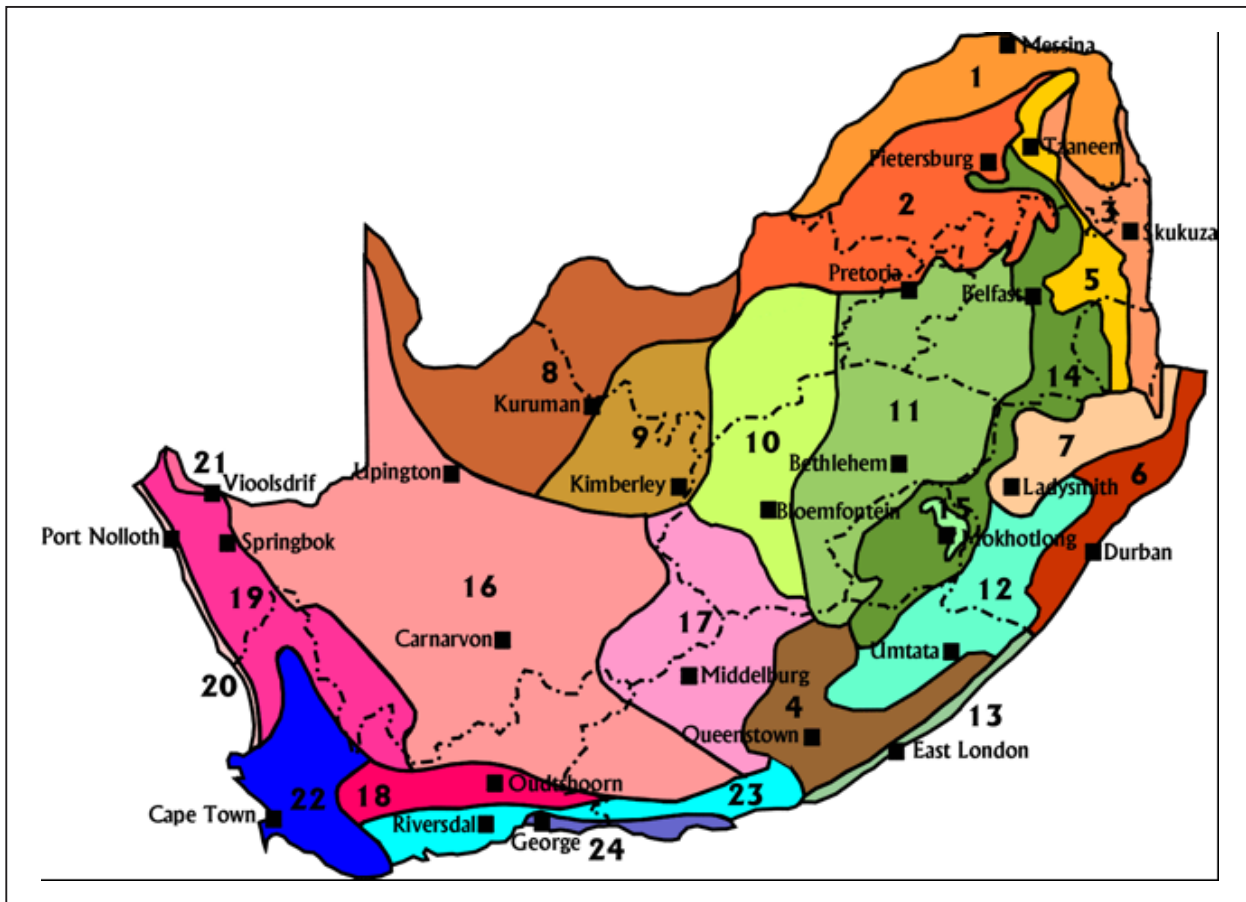 Messina
1
Tzaneen
Pietersburg
2
3
Skukuza
Pretoria
5
Belfast
8
14
Kuruman
11
9
10
7
21
Upington
Bethlehem
6
Vioolsdrif
Kimberley
Ladysmith
15
Port Nolloth
Springbok
Bloemfontein
Mokhotlong
Durban
16
12
19
17
Carnarvon
Umtata
20
Middelburg
4
13
Queenstown
East London
Oudtshoorn
22
18
23
Cape Town
Riversdal
George
24